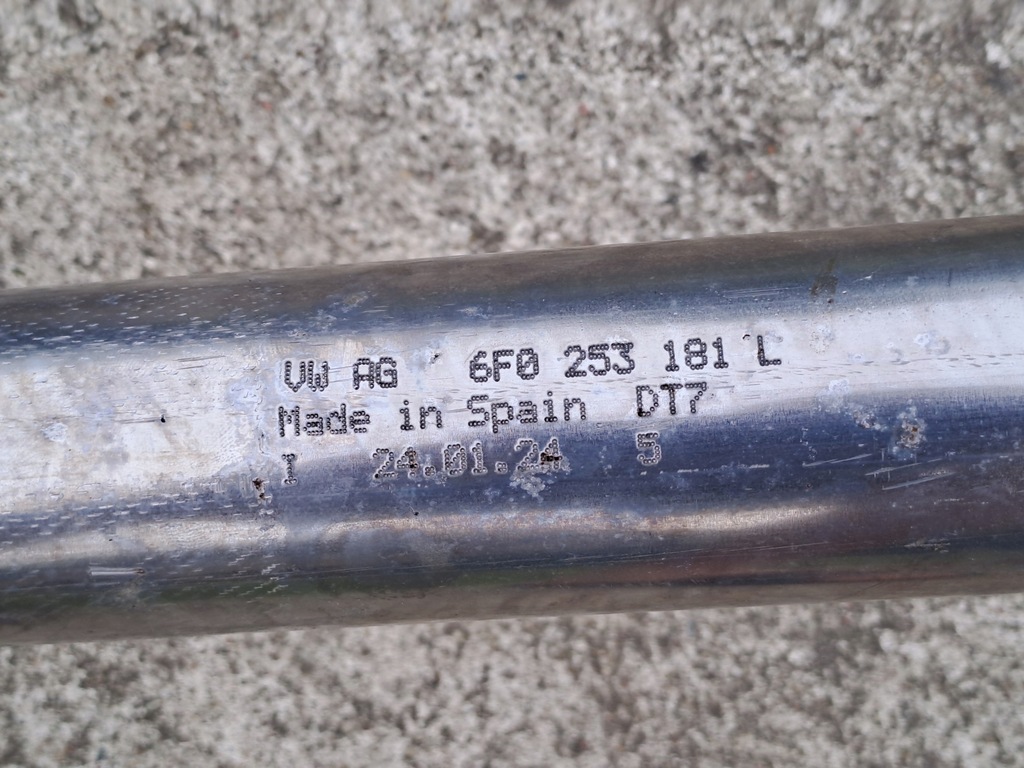 VW AG 6F0 253 181 L
Made in Spain DT7
I 24.01.24 5